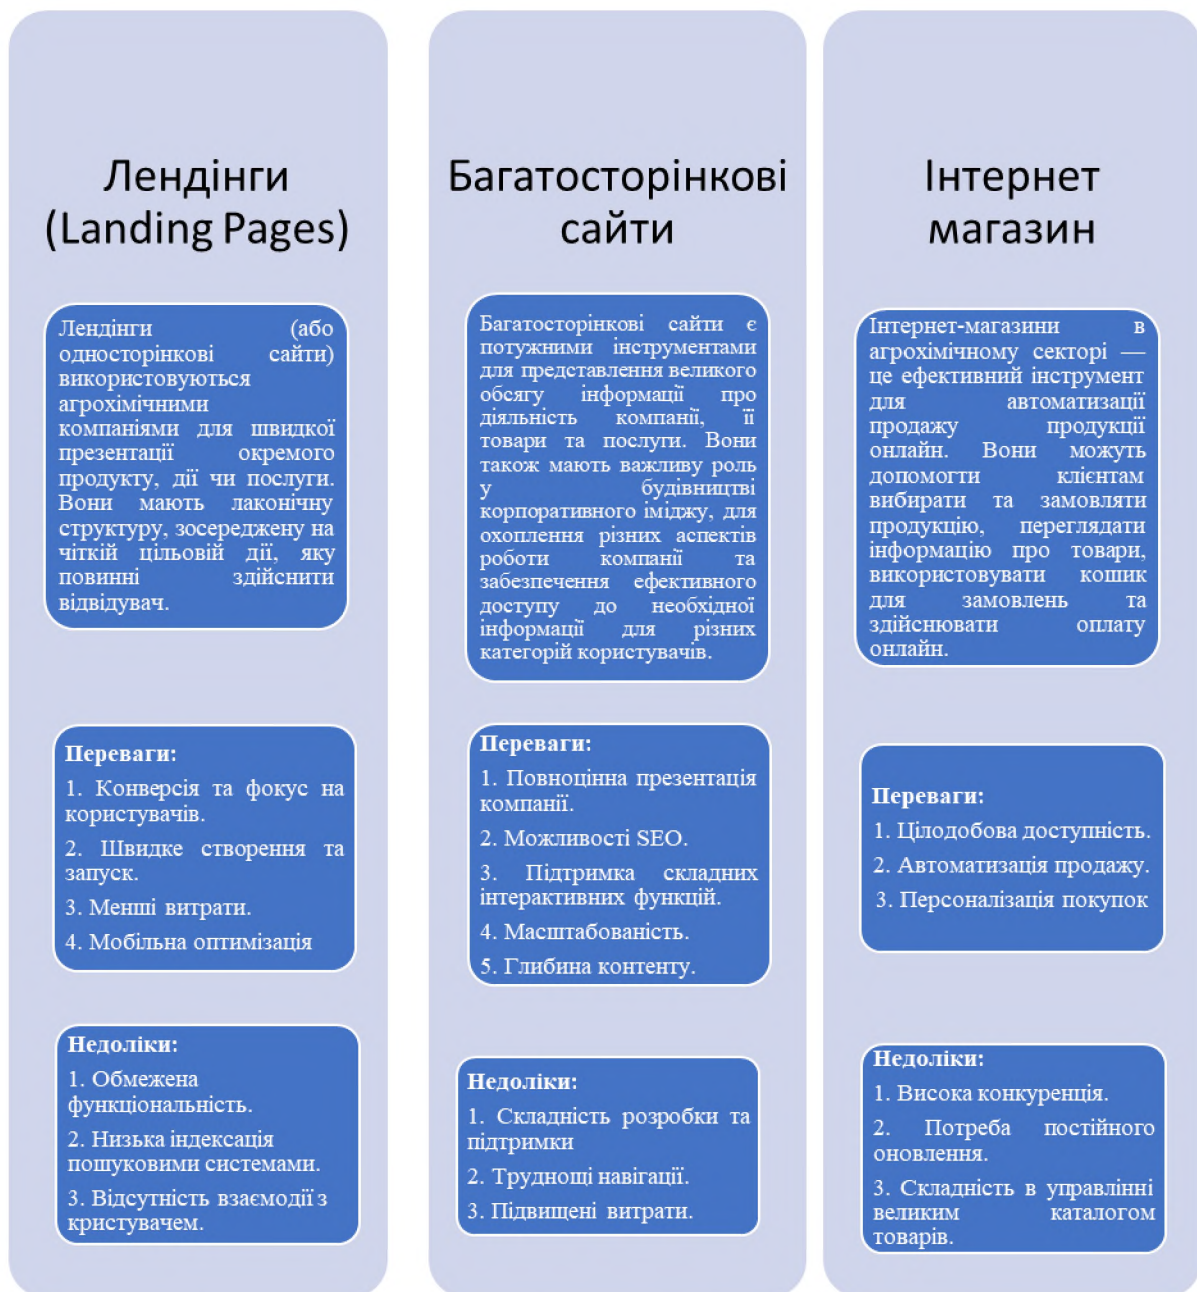 Лендінги
(Landing Pages)
Лендінги (або
односторінкові сайти)
використовуються
агрохімічними
компаніями для швидкої
презентації окремого
продукту, дії чи послуги.
Вони мають лаконічну
структуру, зосереджену на
чіткій цільовій дії, яку
повинні здійснити
відвідувач.
Переваги:
1. Конверсія та фокус на
користувачів.
2. Швидке створення та
запуск.
3. Менші витрати.
4. Мобільна оптимізація
Недоліки:
1. Обмежена
функціональність.
2. Низька індексація
пошуковими системами.
3. Відсутність взаємодії з
кристувачем.
Багатосторінкові
сайти
Багатосторінкові сайти є
потужними інструментами
для представлення великого
обсягу інформації про
діяльність компанії, її
товари та послуги. Вони
також мають важливу роль
у будівництві
корпоративного іміджу, для
охоплення різних аспектів
роботи компанії та
забезпечення ефективного
доступу до необхідної
інформації для різних
категорій користувачів.
Переваги:
1. Повноцінна презентація
компанії.
2. Можливості SEO.
3. Підтримка складних
інтерактивних функцій.
4. Масштабованість.
5. Глибина контенту.
Недоліки:
1. Складність розробки та
підтримки
2. Труднощі навігації.
3. Підвищені витрати.
Інтернет
магазин
Інтернет-магазини в
агрохімічному секторі —
це ефективний інструмент
для автоматизації
продажу продукції
онлайн. Вони можуть
допомогти клієнтам
вибирати та замовляти
продукцію, переглядати
інформацію про товари,
використовувати кошик
для замовлень та
здійснювати оплату
онлайн.
Переваги:
1. Цілодобова доступність.
2. Автоматизація продажу.
3. Персоналізація покупок
Недоліки:
1. Висока конкуренція.
2. Потреба постійного
оновлення.
3. Складність в управлінні
великим каталогом
товарів.